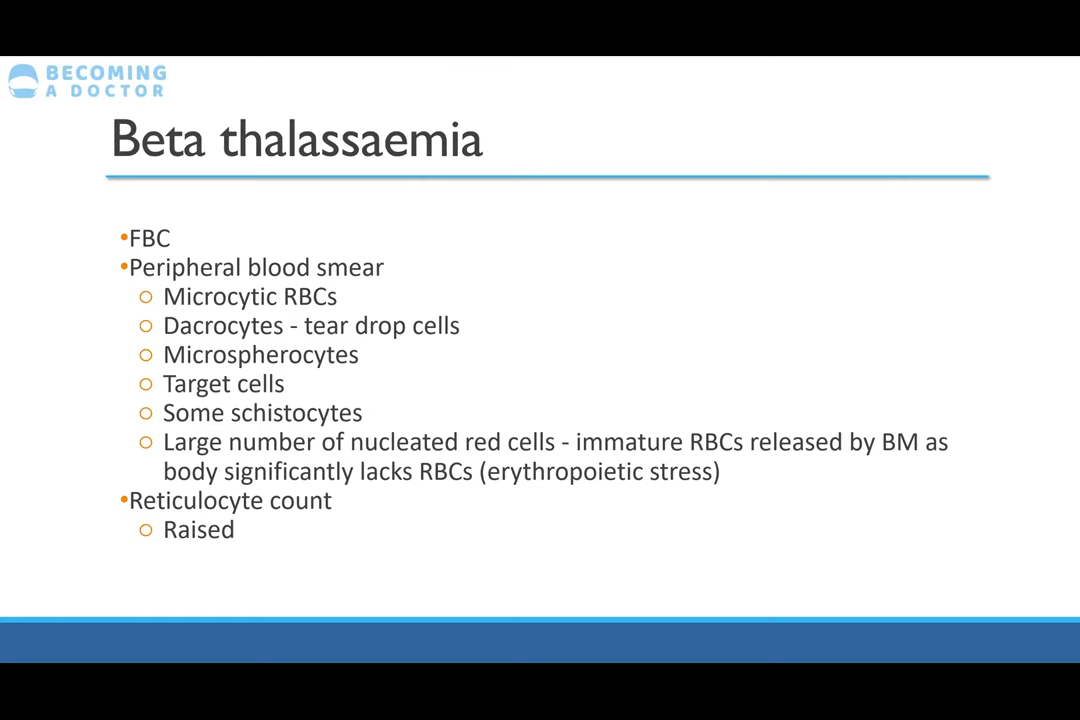 BECOMING
A DOCTOR
Beta thalassaemia
•FBC
•Peripheral blood smear
○ Microcytic RBCs
○ Dacrocytes - tear drop cells
○ Microspherocytes
○ Target cells
○ Some schistocytes
○ Large number of nucleated red cells - immature RBCs released by BM as
body significantly lacks RBCs (erythropoietic stress)
•Reticulocyte count
○ Raised